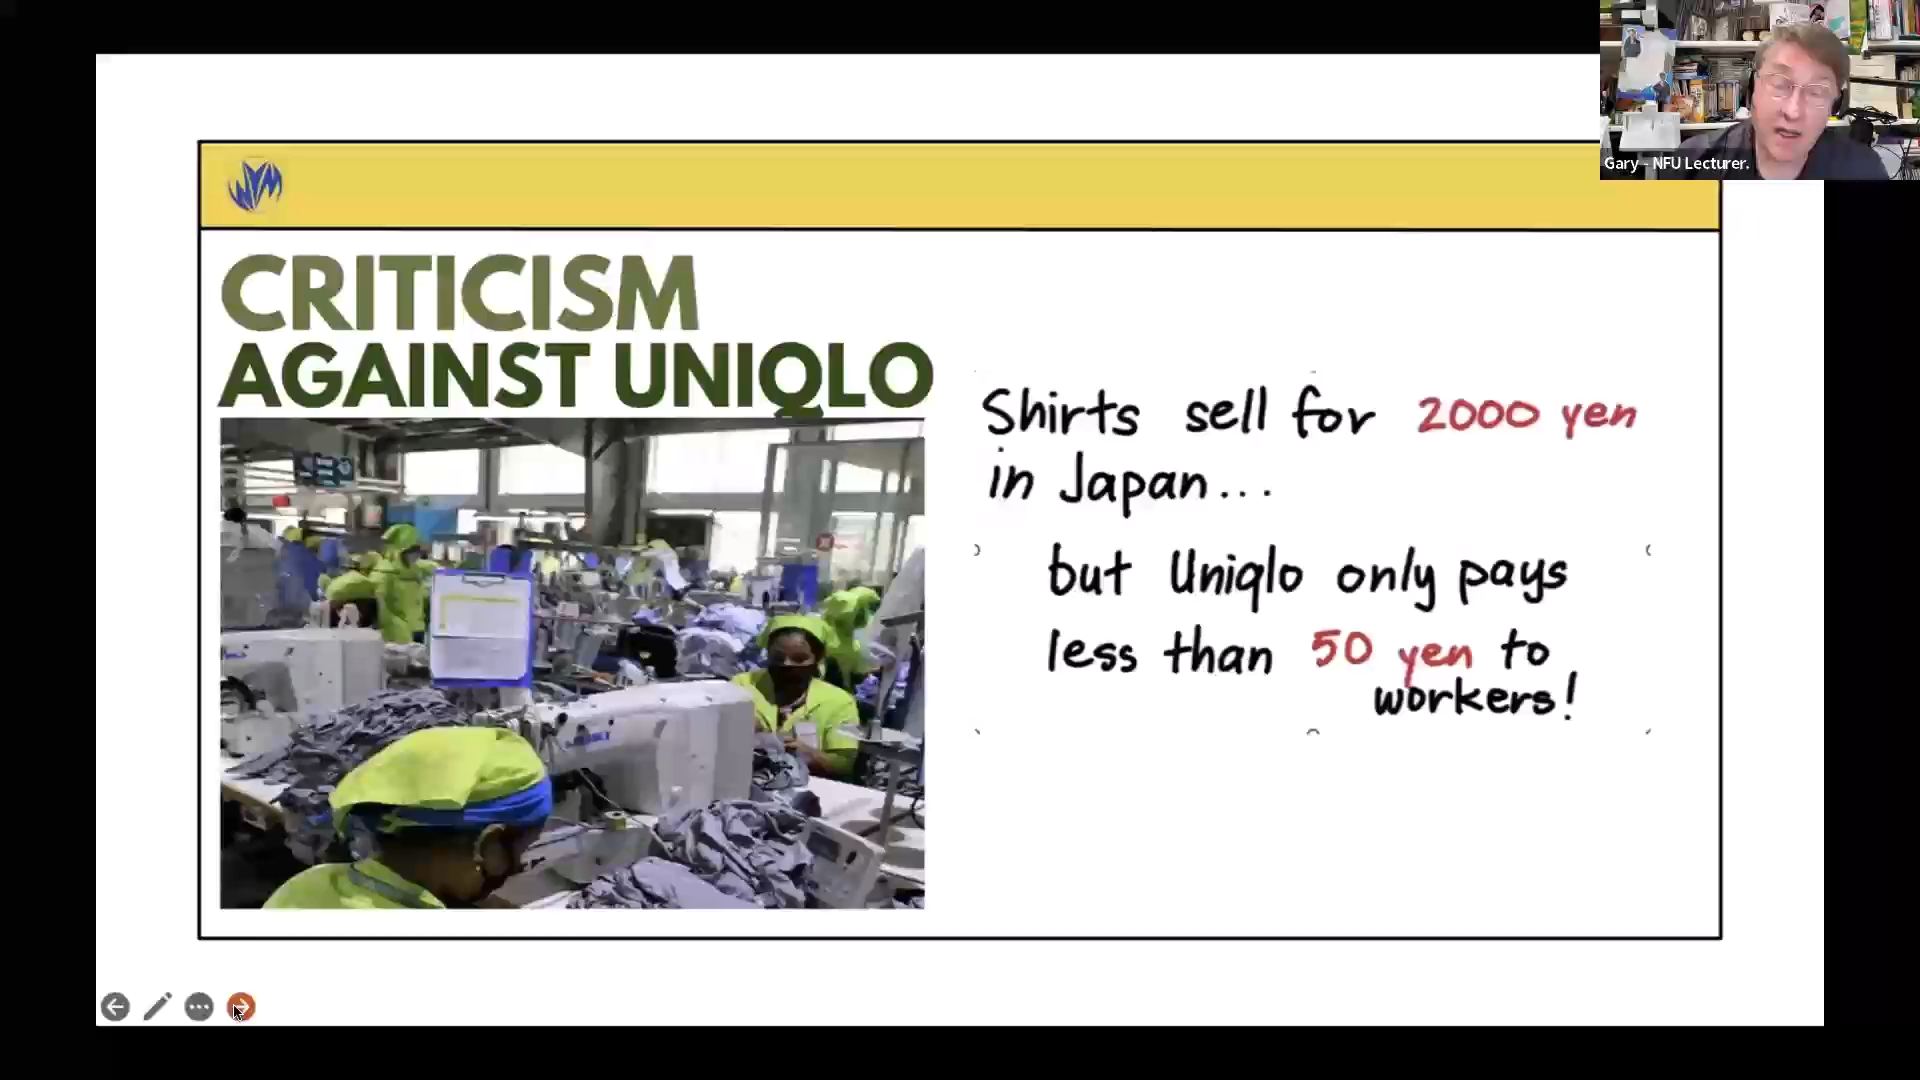 Gary - NFU Lecturer.
CRITICISM
AGAINST UNIQLO
Shirts sell for 2000 yen
in Japan...
but Uniqlo only pays
less than 50 yen to
workers!